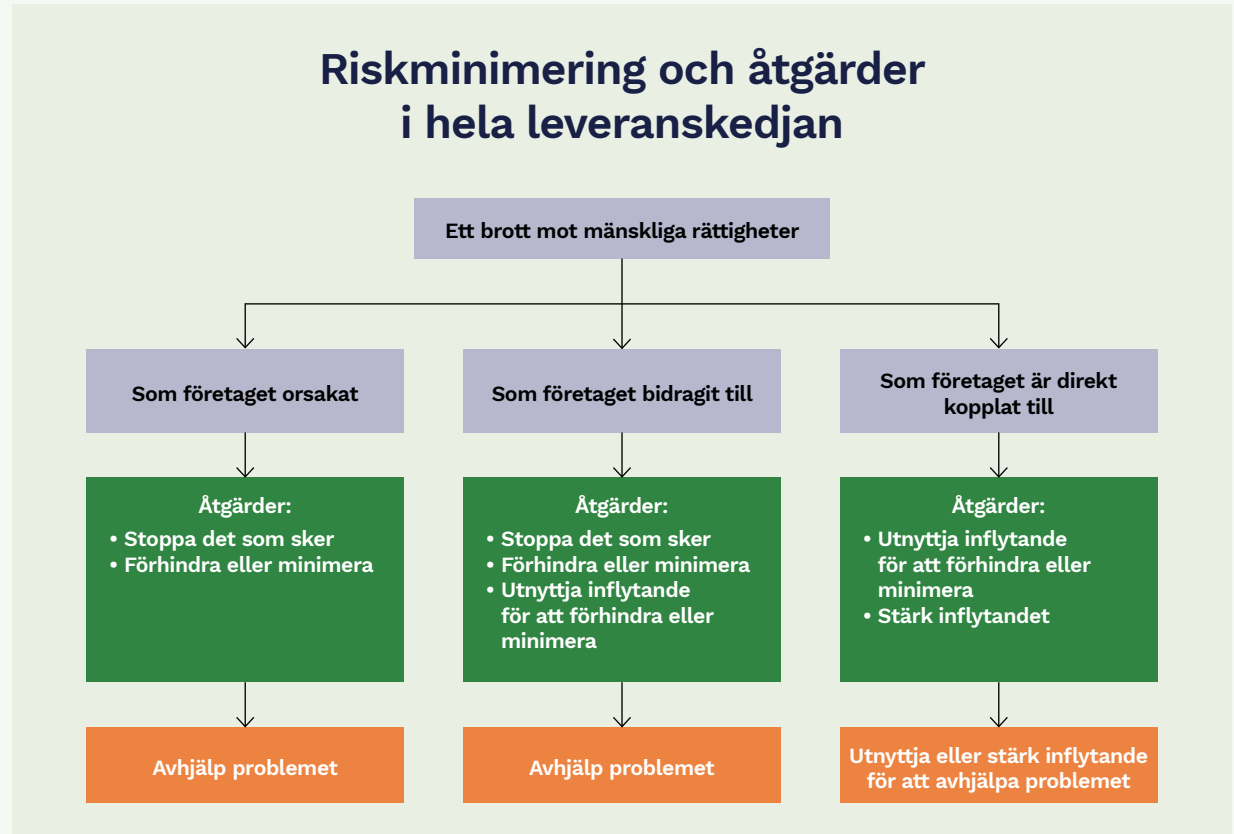 Riskminimering och åtgärder
i hela leveranskedjan
Ett brott mot mänskliga rättigheter
Som företaget orsakat
Som företaget bidragit till
Som företaget är direkt
kopplat till
Åtgärder:
• Stoppa det som sker
• Förhindra eller minimera
Åtgärder:
• Stoppa det som sker
• Förhindra eller minimera
• Utnyttja inflytande
för att förhindra eller
minimera
Åtgärder:
• Utnyttja inflytande
för att förhindra eller
minimera
• Stärk inflytandet
Avhjälp problemet
Avhjälp problemet
Utnyttja eller stärk inflytande
för att avhjälpa problemet